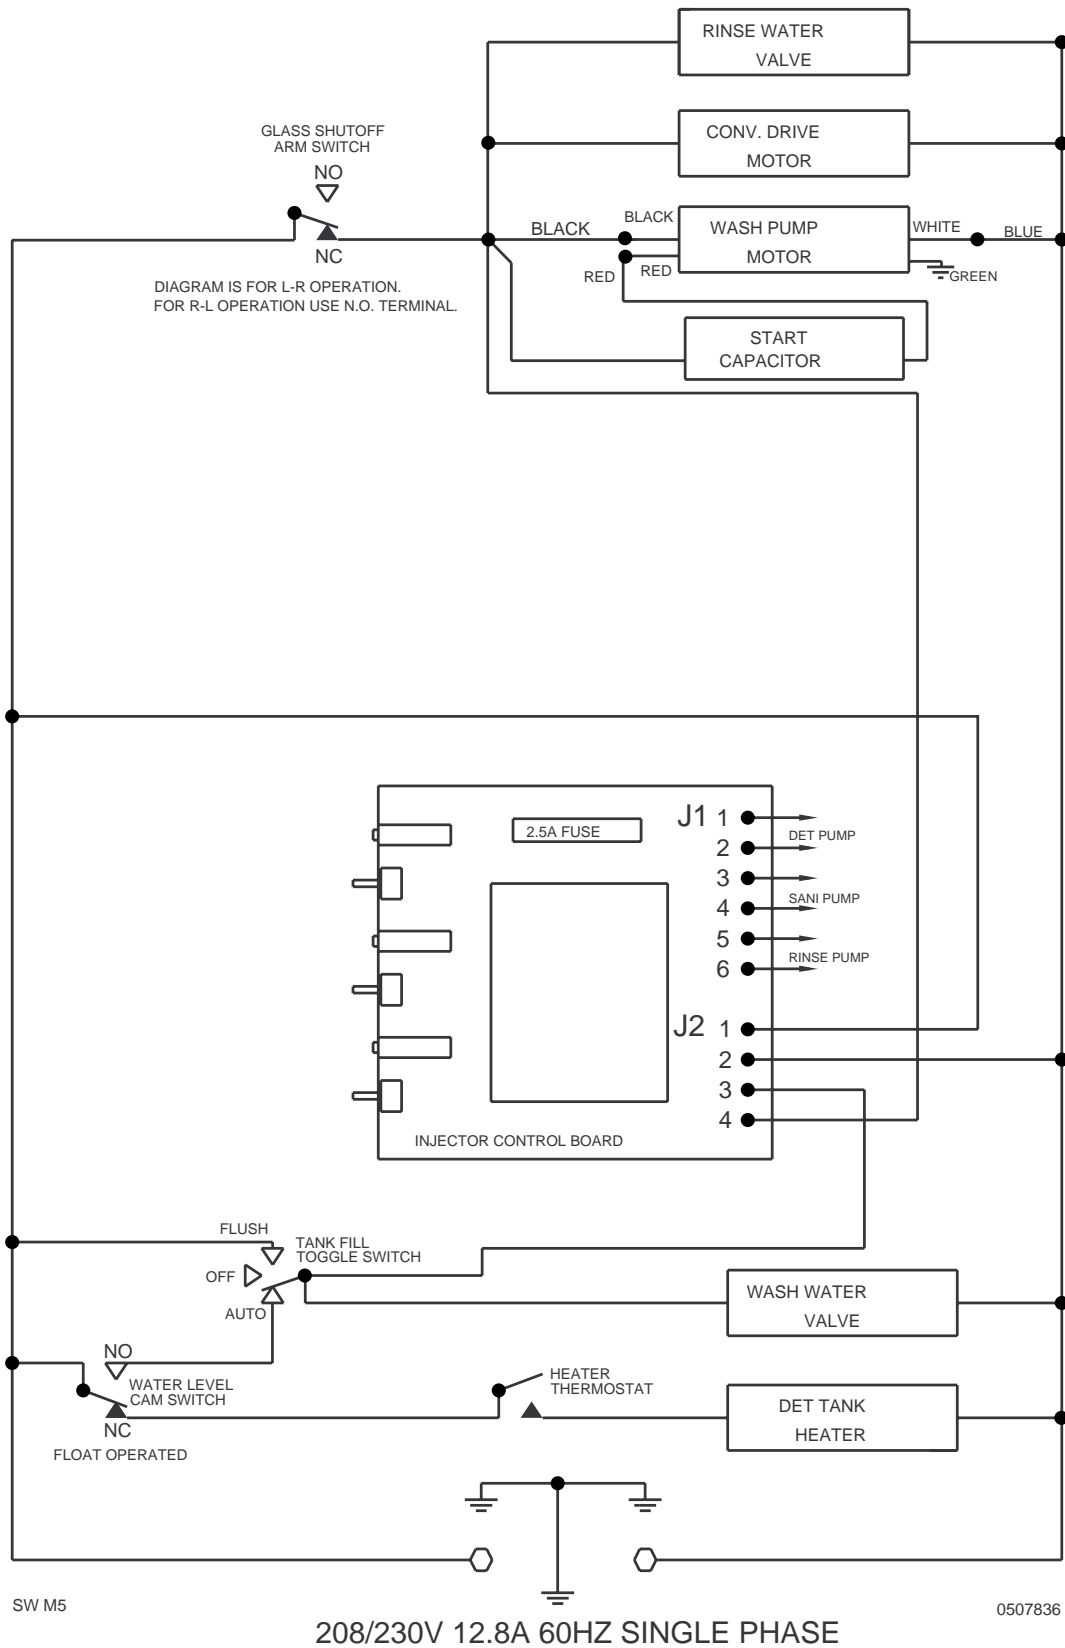 RINSE WATER
VALVE
CONV. DRIVE
MOTOR
GLASS SHUTOFF
ARM SWITCH
NO
NC
BLACK
BLACK
WASH PUMP
MOTOR
WHITE
BLUE
RED
RED
GREEN
DIAGRAM IS FOR L-R OPERATION.
FOR R-L OPERATION USE N.O. TERMINAL.
START
CAPACITOR
2.5A FUSE
J1
1
DET PUMP
2
3
SANI PUMP
4
5
RINSE PUMP
6
J2
1
2
3
4
INJECTOR CONTROL BOARD
FLUSH
TANK FILL
TOGGLE SWITCH
OFF
AUTO
WASH WATER
VALVE
NO
WATER LEVEL
CAM SWITCH
NC
FLOAT OPERATED
HEATER
THERMOSTAT
DET TANK
HEATER
SW M5
0507836
208/230V 12.8A 60HZ SINGLE PHASE